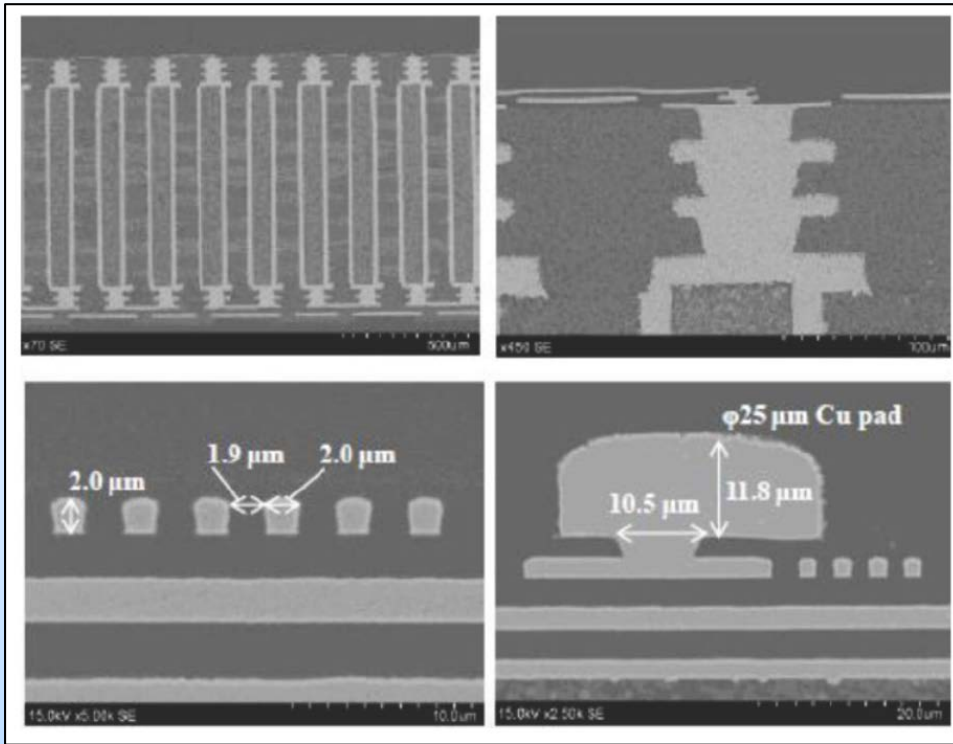 x70 SE 500um
x450 SE 100um
1.9 μm 2.0 μm
2.0 μm
15.0kV x5.00k SE 10.0um
φ25 μm Cu pad
10.5 μm 11.8 μm
15.0kV x2.50k SE 20.0um